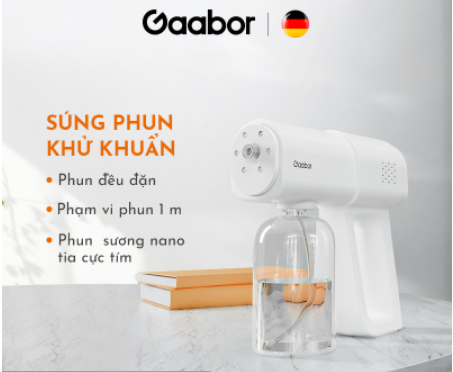 Gaabor
SÚNG PHUN
KHỬ KHUẨN
• Phun đều đặn
• Phạm vi phun 1 m
• Phun sương nano
tia cực tím
Gaabor